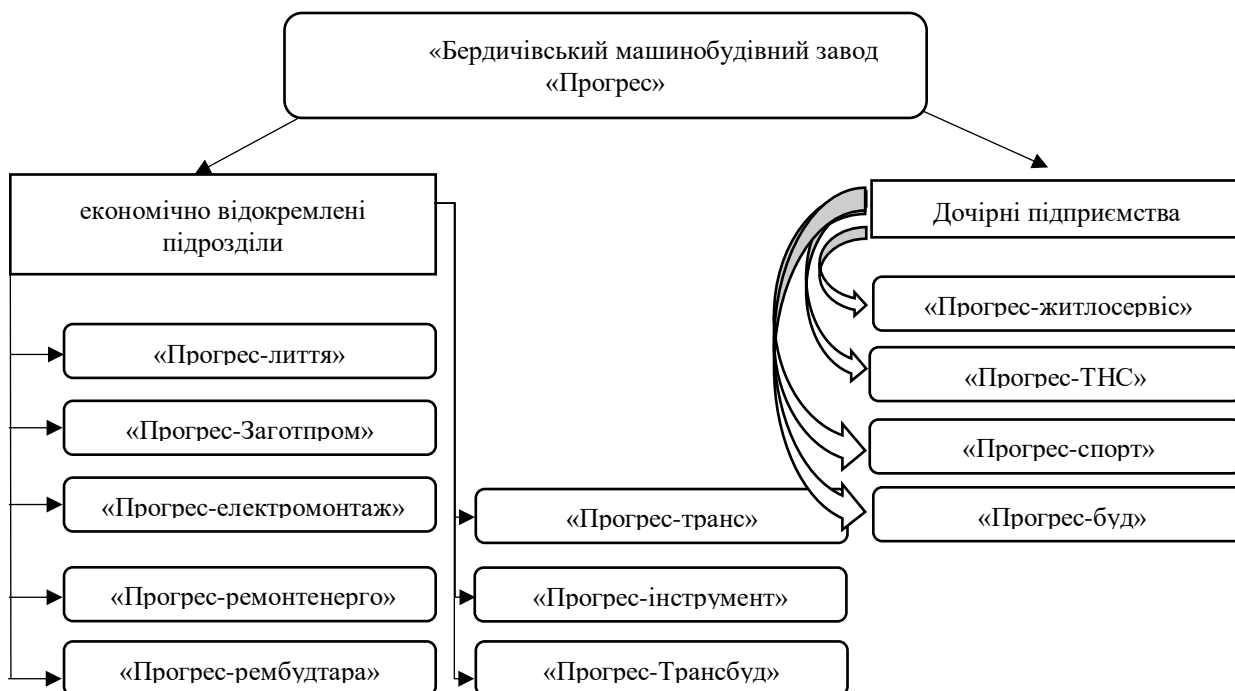 «Бердичівський машинобудівний завод
«Прогрес»
економічно відокремлені
підрозділи
«Прогрес-лиття»
«Прогрес-Заготпром»
«Прогрес-електромонтаж»
«Прогрес-ремонтенерго»
«Прогрес-рембудтара»
«Прогрес-транс»
«Прогрес-інструмент»
«Прогрес-Трансбуд»
Дочірні підприємства
«Прогрес-житлосервіс»
«Прогрес-ТНС»
«Прогрес-спорт»
«Прогрес-буд»